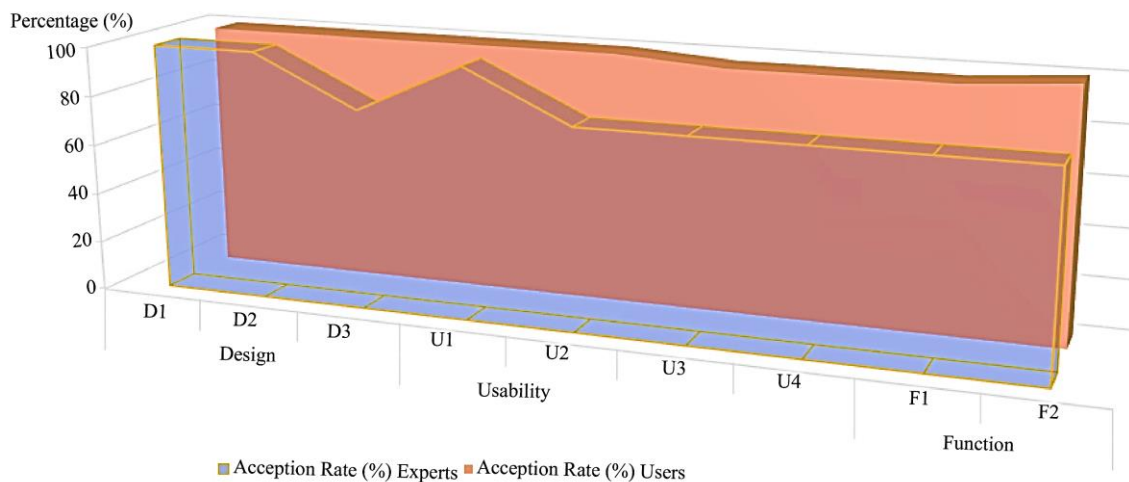 Percentage (%)
100
80
60
40
20
0
D1
D2
D3
U1
U2
U3
U4
F1
F2
Design
Usability
Function
Acception Rate (%) Experts
Acception Rate (%) Users